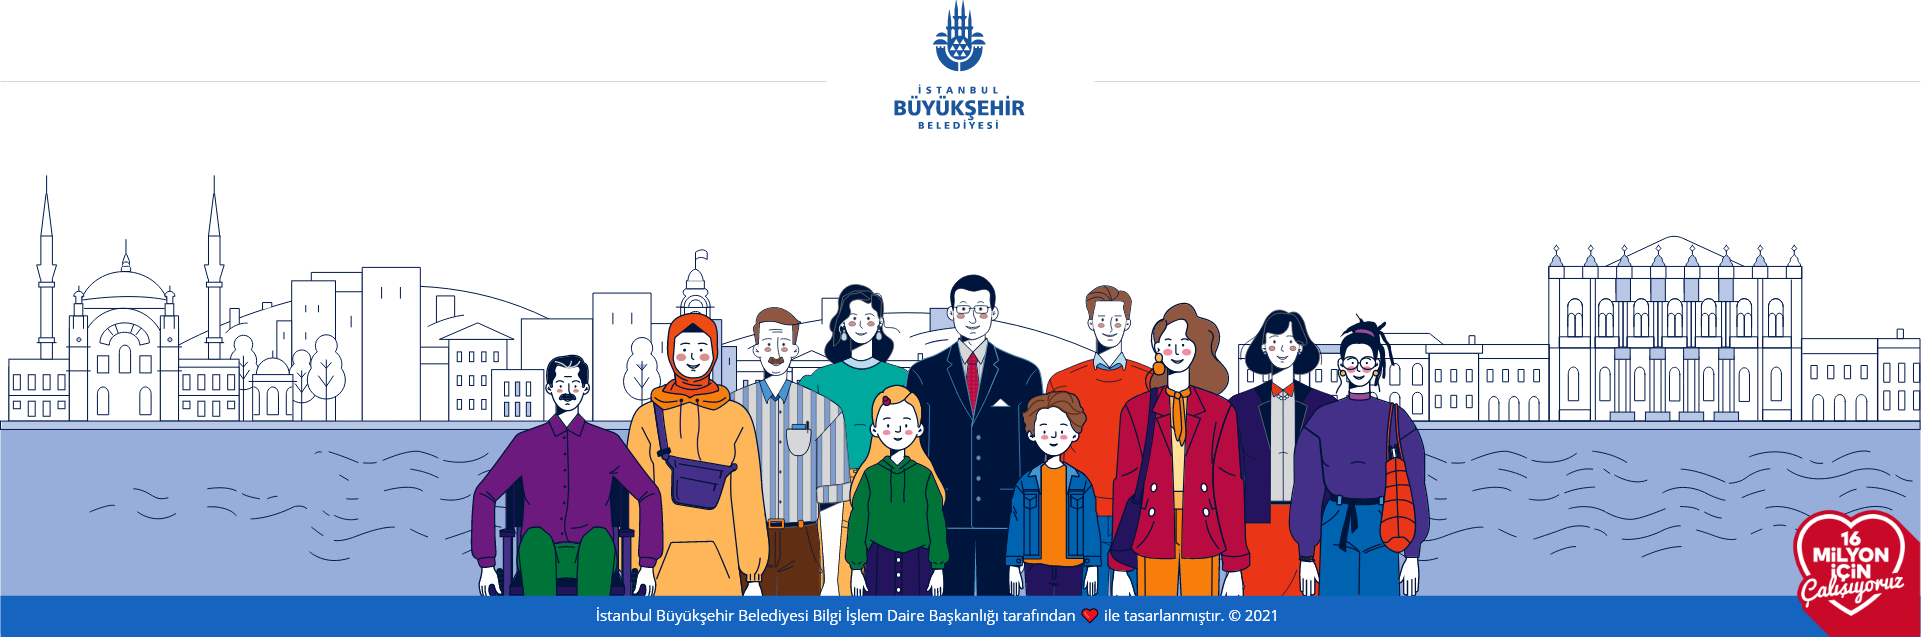 İSTANBUL
BÜYÜKŞEHİR
BELEDİYESİ
16
MİLYON
İÇİN
Çalışıyoruz
İstanbul Büyükşehir Belediyesi Bilgi İşlem Daire Başkanlığı tarafından ❤ ile tasarlanmıştır. © 2021